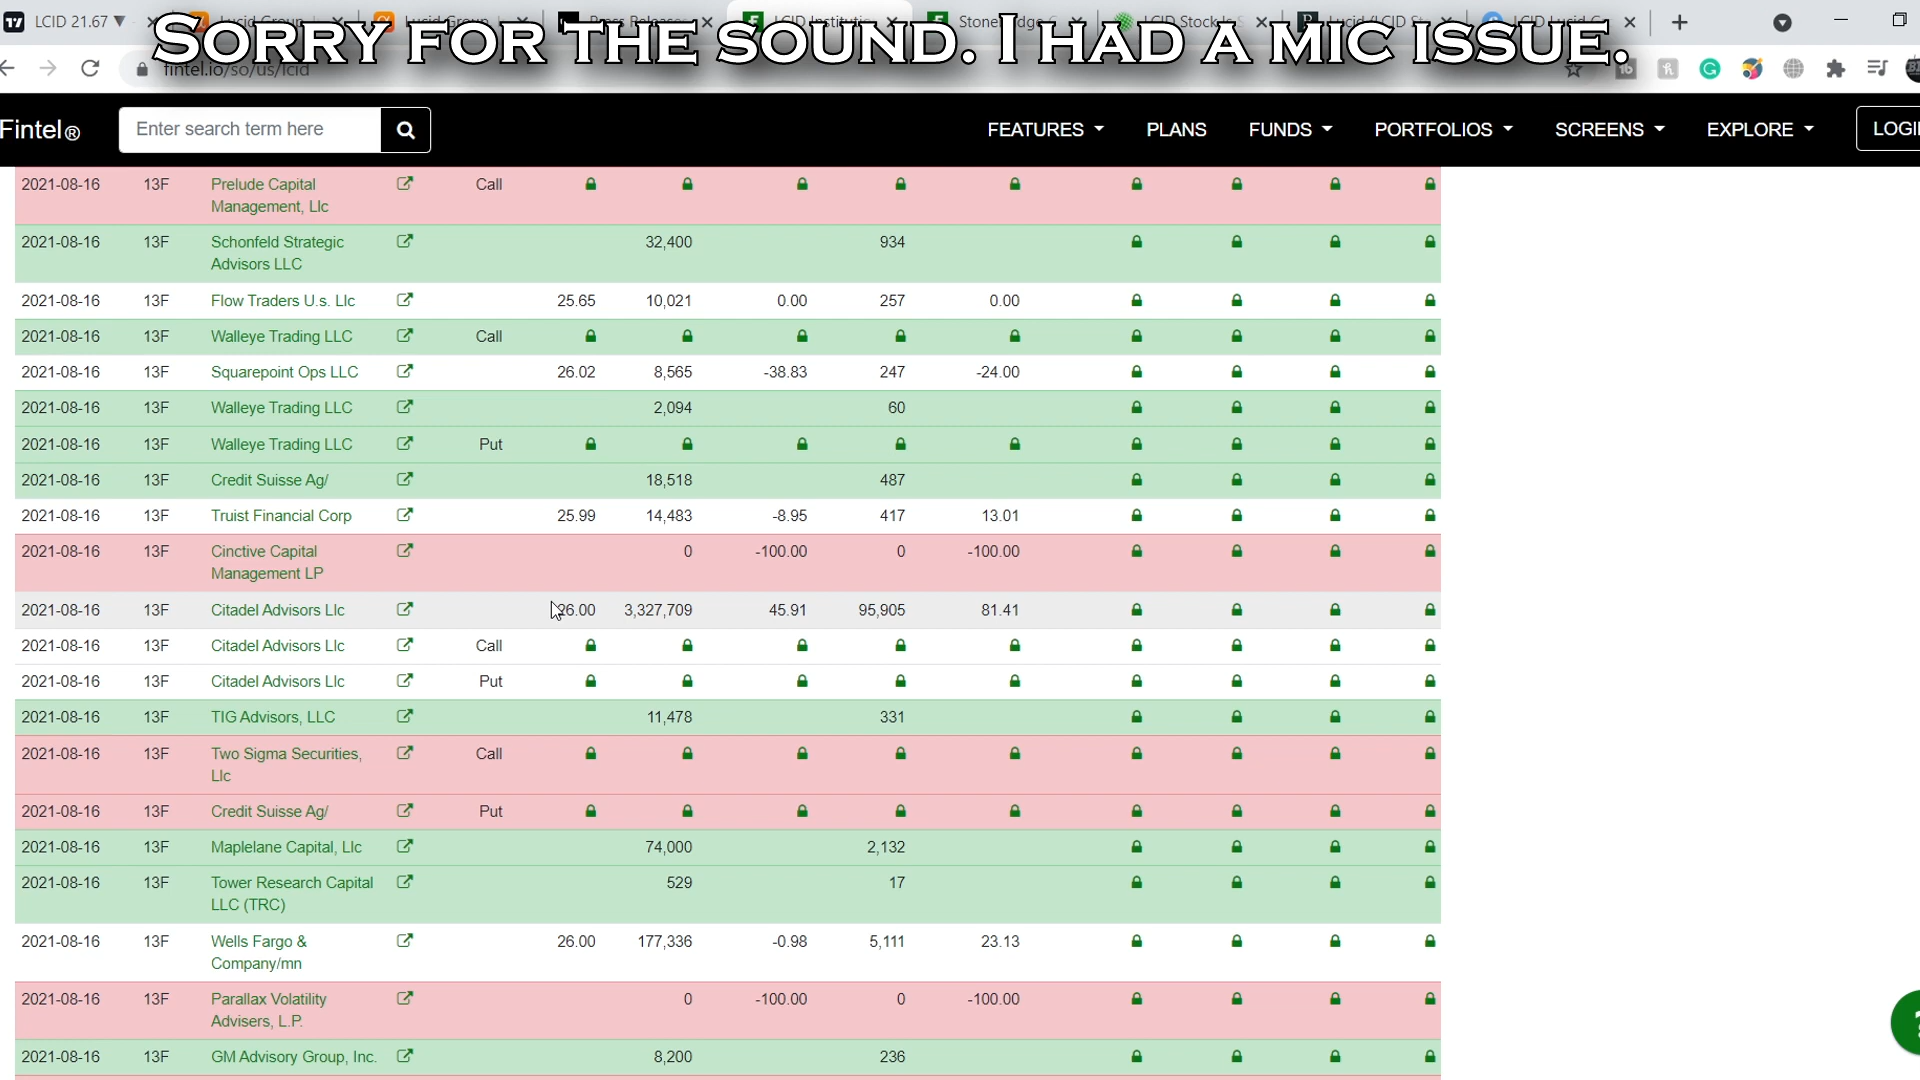 LCID 21.67 ▼
SORRY FOR THE SOUND. I HAD A MIC ISSUE.
fintel.io/so/us/lcid
Fintel® Enter search term here FEATURES PLANS FUNDS PORTFOLIOS SCREENS EXPLORE LOGI
2021-08-16 13F Prelude Capital Call
Management, Llc
2021-08-16 13F Schonfeld Strategic 32,400 934
Advisors LLC
2021-08-16 13F Flow Traders U.s. Llc 25.65 10,021 0.00 257 0.00
2021-08-16 13F Walleye Trading LLC Call
2021-08-16 13F Squarepoint Ops LLC 26.02 8,565 -38.83 247 -24.00
2021-08-16 13F Walleye Trading LLC 2,094 60
2021-08-16 13F Walleye Trading LLC Put
2021-08-16 13F Credit Suisse Ag/ 18,518 487
2021-08-16 13F Truist Financial Corp 25.99 14,483 -8.95 417 13.01
2021-08-16 13F Cinctive Capital 0 -100.00 0 -100.00
Management LP
2021-08-16 13F Citadel Advisors Llc 26.00 3,327,709 45.91 95,905 81.41
2021-08-16 13F Citadel Advisors Llc Call
2021-08-16 13F Citadel Advisors Llc Put
2021-08-16 13F TIG Advisors, LLC 11,478 331
2021-08-16 13F Two Sigma Securities, Call
Llc
2021-08-16 13F Credit Suisse Ag/ Put
2021-08-16 13F Maplelane Capital, Llc 74,000 2,132
2021-08-16 13F Tower Research Capital 529 17
LLC (TRC)
2021-08-16 13F Wells Fargo & 26.00 177,336 -0.98 5,111 23.13
Company/mn
2021-08-16 13F Parallax Volatility 0 -100.00 0 -100.00
Advisers, L.P.
2021-08-16 13F GM Advisory Group, Inc. 8,200 236